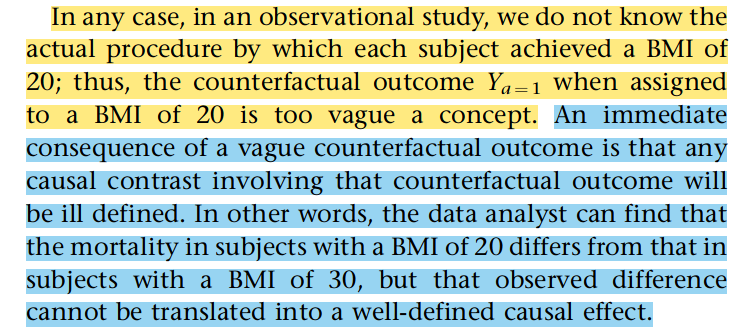 In any case, in an observational study, we do not know the
actual procedure by which each subject achieved a BMI of
20; thus, the counterfactual outcome Yₐ₌₁ when assigned
to a BMI of 20 is too vague a concept. An immediate
consequence of a vague counterfactual outcome is that any
causal contrast involving that counterfactual outcome will
be ill defined. In other words, the data analyst can find that
the mortality in subjects with a BMI of 20 differs from that in
subjects with a BMI of 30, but that observed difference
cannot be translated into a well-defined causal effect.